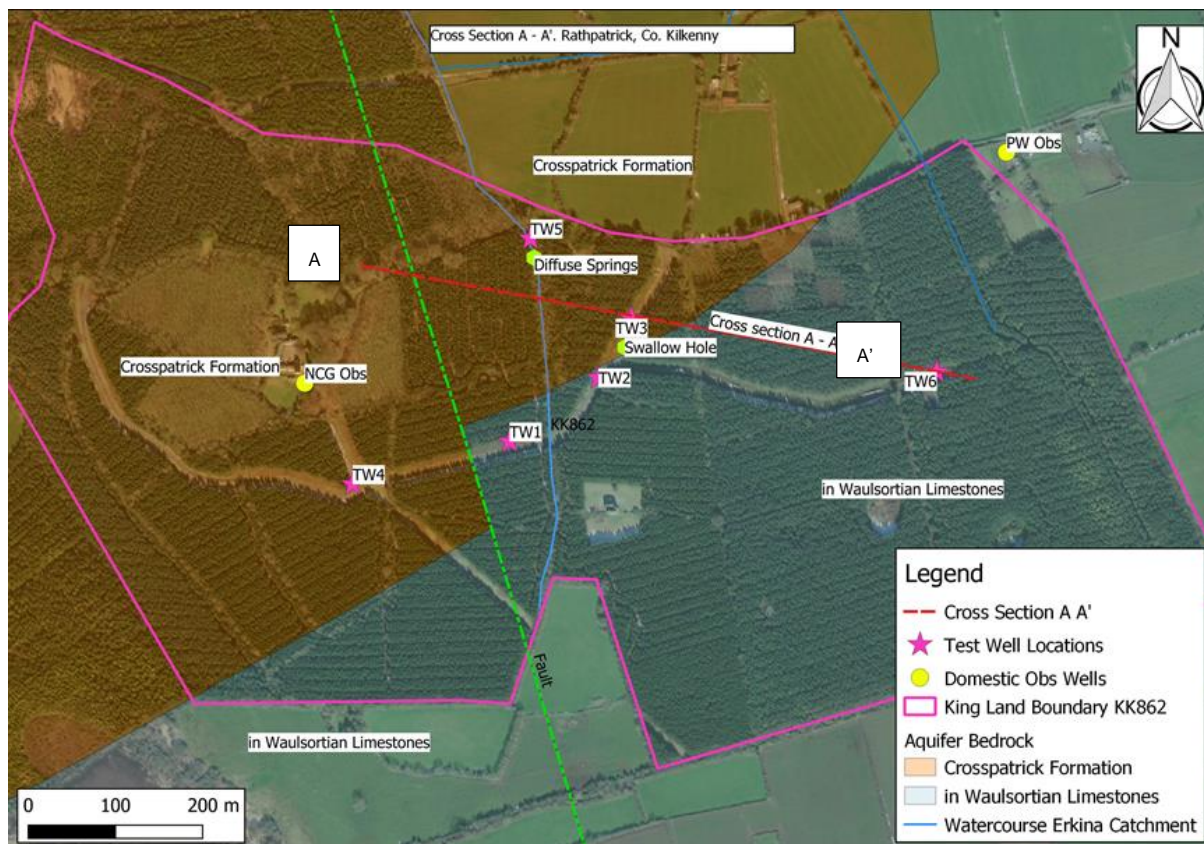 Cross Section A - A'. Rathpatrick, Co. Kilkenny
N
PW Obs
Crosspatrick Formation
TW5
A
Diffuse Springs
TW3
Cross section A - A
A'
Swallow Hole
Crosspatrick Formation
NCG Obs
TW2
TW6
KK862
TW1
TW4
in Waulsortian Limestones
Fault
in Waulsortian Limestones
0 100 200 m
Legend
Cross Section A A'
Test Well Locations
Domestic Obs Wells
King Land Boundary KK862
Aquifer Bedrock
Crosspatrick Formation
in Waulsortian Limestones
Watercourse Erkina Catchment